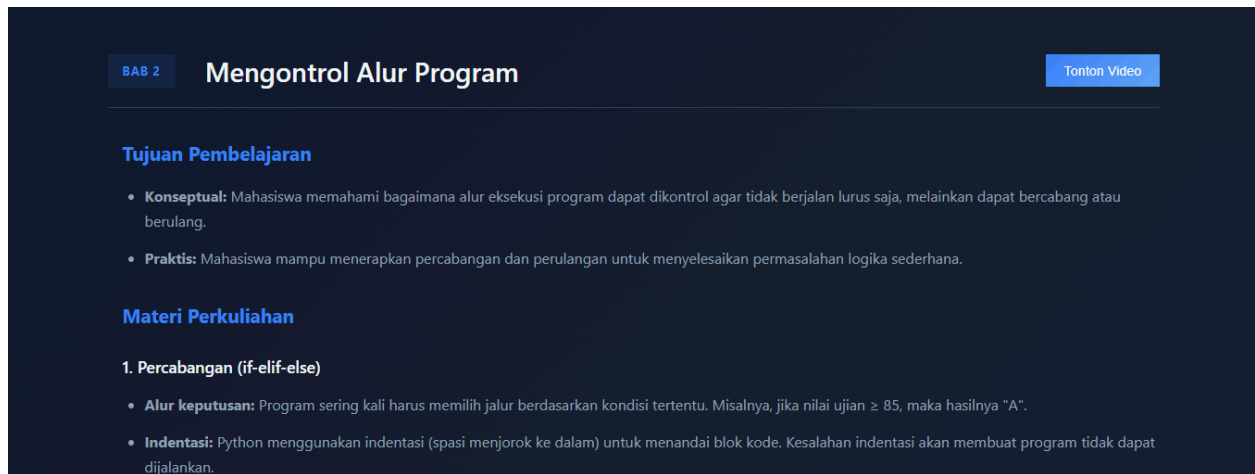 BAB 2
Mengontrol Alur Program
Tonton Video
Tujuan Pembelajaran
• Konseptual: Mahasiswa memahami bagaimana alur eksekusi program dapat dikontrol agar tidak berjalan lurus saja, melainkan dapat bercabang atau
berulang.
• Praktis: Mahasiswa mampu menerapkan percabangan dan perulangan untuk menyelesaikan permasalahan logika sederhana.
Materi Perkuliahan
1. Percabangan (if-elif-else)
• Alur keputusan: Program sering kali harus memilih jalur berdasarkan kondisi tertentu. Misalnya, jika nilai ujian ≥ 85, maka hasilnya "A".
• Indentasi: Python menggunakan indentasi (spasi menjorok ke dalam) untuk menandai blok kode. Kesalahan indentasi akan membuat program tidak dapat
dijalankan.